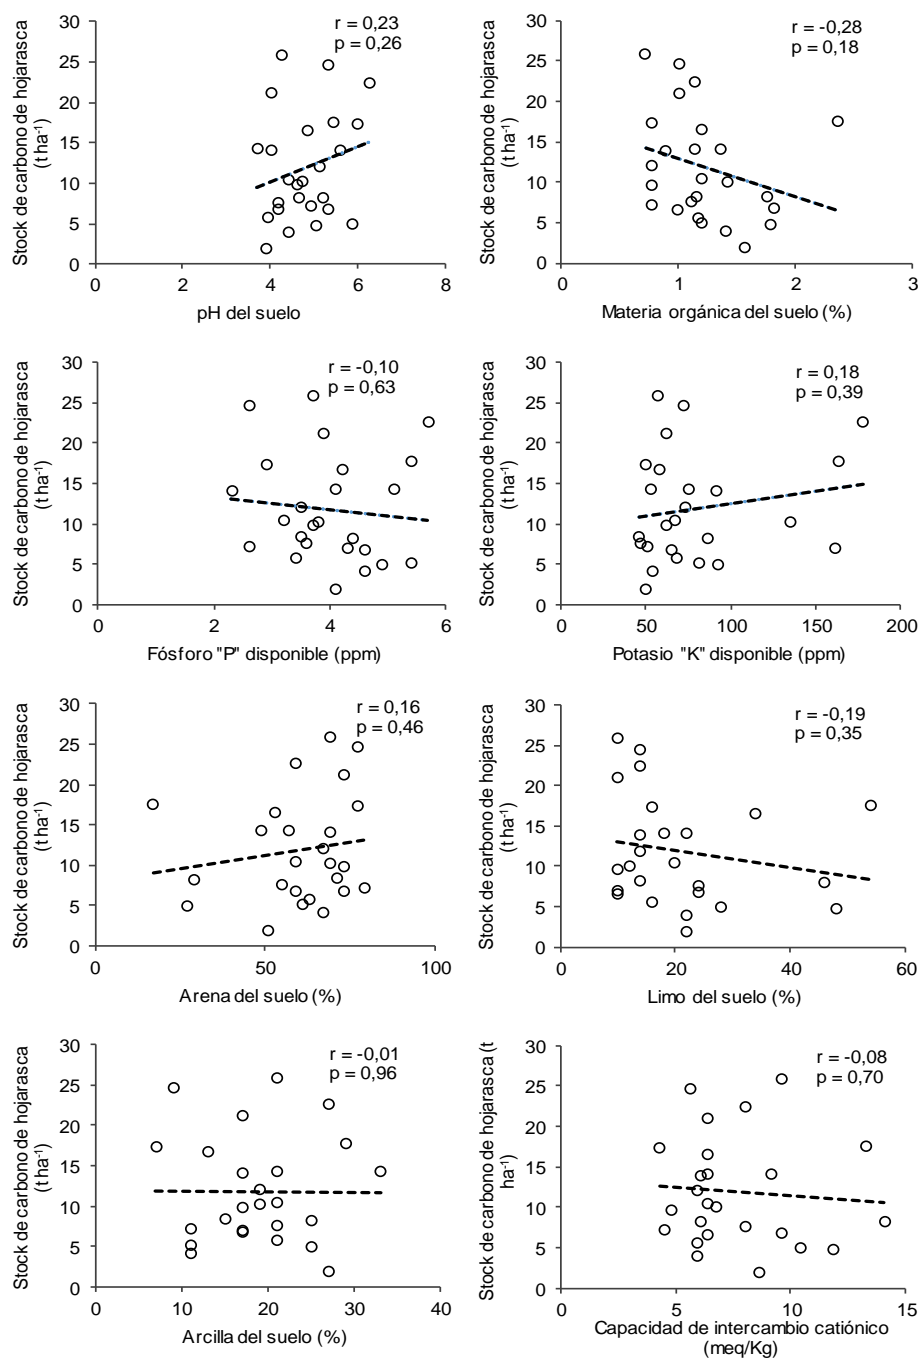 r = 0,23
p = 0,26
Stock de carbono de hojarasca
(t ha-1)
30
25
20
15
10
5
0
0 2 4 6 8
pH del suelo
r = -0,28
p = 0,18
Stock de carbono de hojarasca
(t ha-1)
30
25
20
15
10
5
0
0 1 2 3
Materia orgánica del suelo (%)
r = -0,10
p = 0,63
Stock de carbono de hojarasca
(t ha-1)
30
25
20
15
10
5
0
0 2 4 6
Fósforo "P" disponible (ppm)
r = 0,18
p = 0,39
Stock de carbono de hojarasca
(t ha-1)
30
25
20
15
10
5
0
0 50 100 150 200
Potasio "K" disponible (ppm)
r = 0,16
p = 0,46
Stock de carbono de hojarasca
(t ha-1)
30
25
20
15
10
5
0
0 50 100
Arena del suelo (%)
r = -0,19
p = 0,35
Stock de carbono de hojarasca
(t ha-1)
30
25
20
15
10
5
0
0 20 40 60
Limo del suelo (%)
r = -0,01
p = 0,96
Stock de carbono de hojarasca
(t ha-1)
30
25
20
15
10
5
0
0 10 20 30 40
Arcilla del suelo (%)
r = -0,08
p = 0,70
Stock de carbono de hojarasca (t
ha-1)
30
25
20
15
10
5
0
0 5 10 15
Capacidad de intercambio catiónico
(meq/Kg)